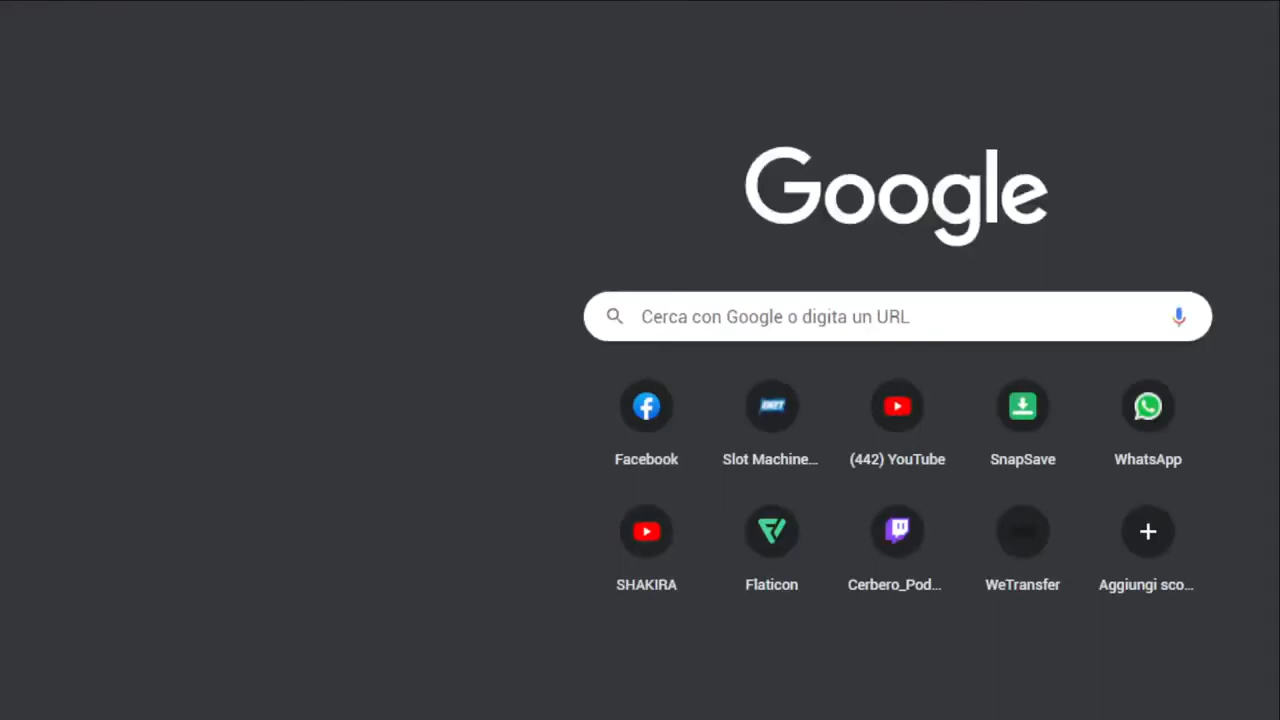 Google
Cerca con Google o digita un URL
Facebook
Slot Machine...
(442) YouTube
SnapSave
WhatsApp
SHAKIRA
Flaticon
Cerbero_Pod...
WeTransfer
Aggiungi sco...